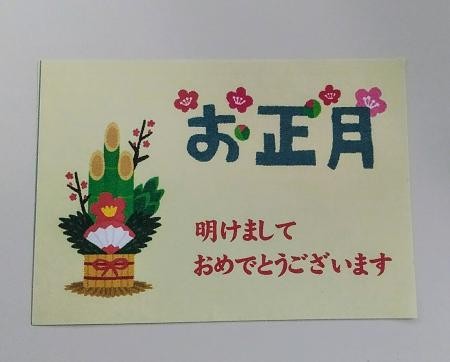 お正月
明けまして
おめでとうございます